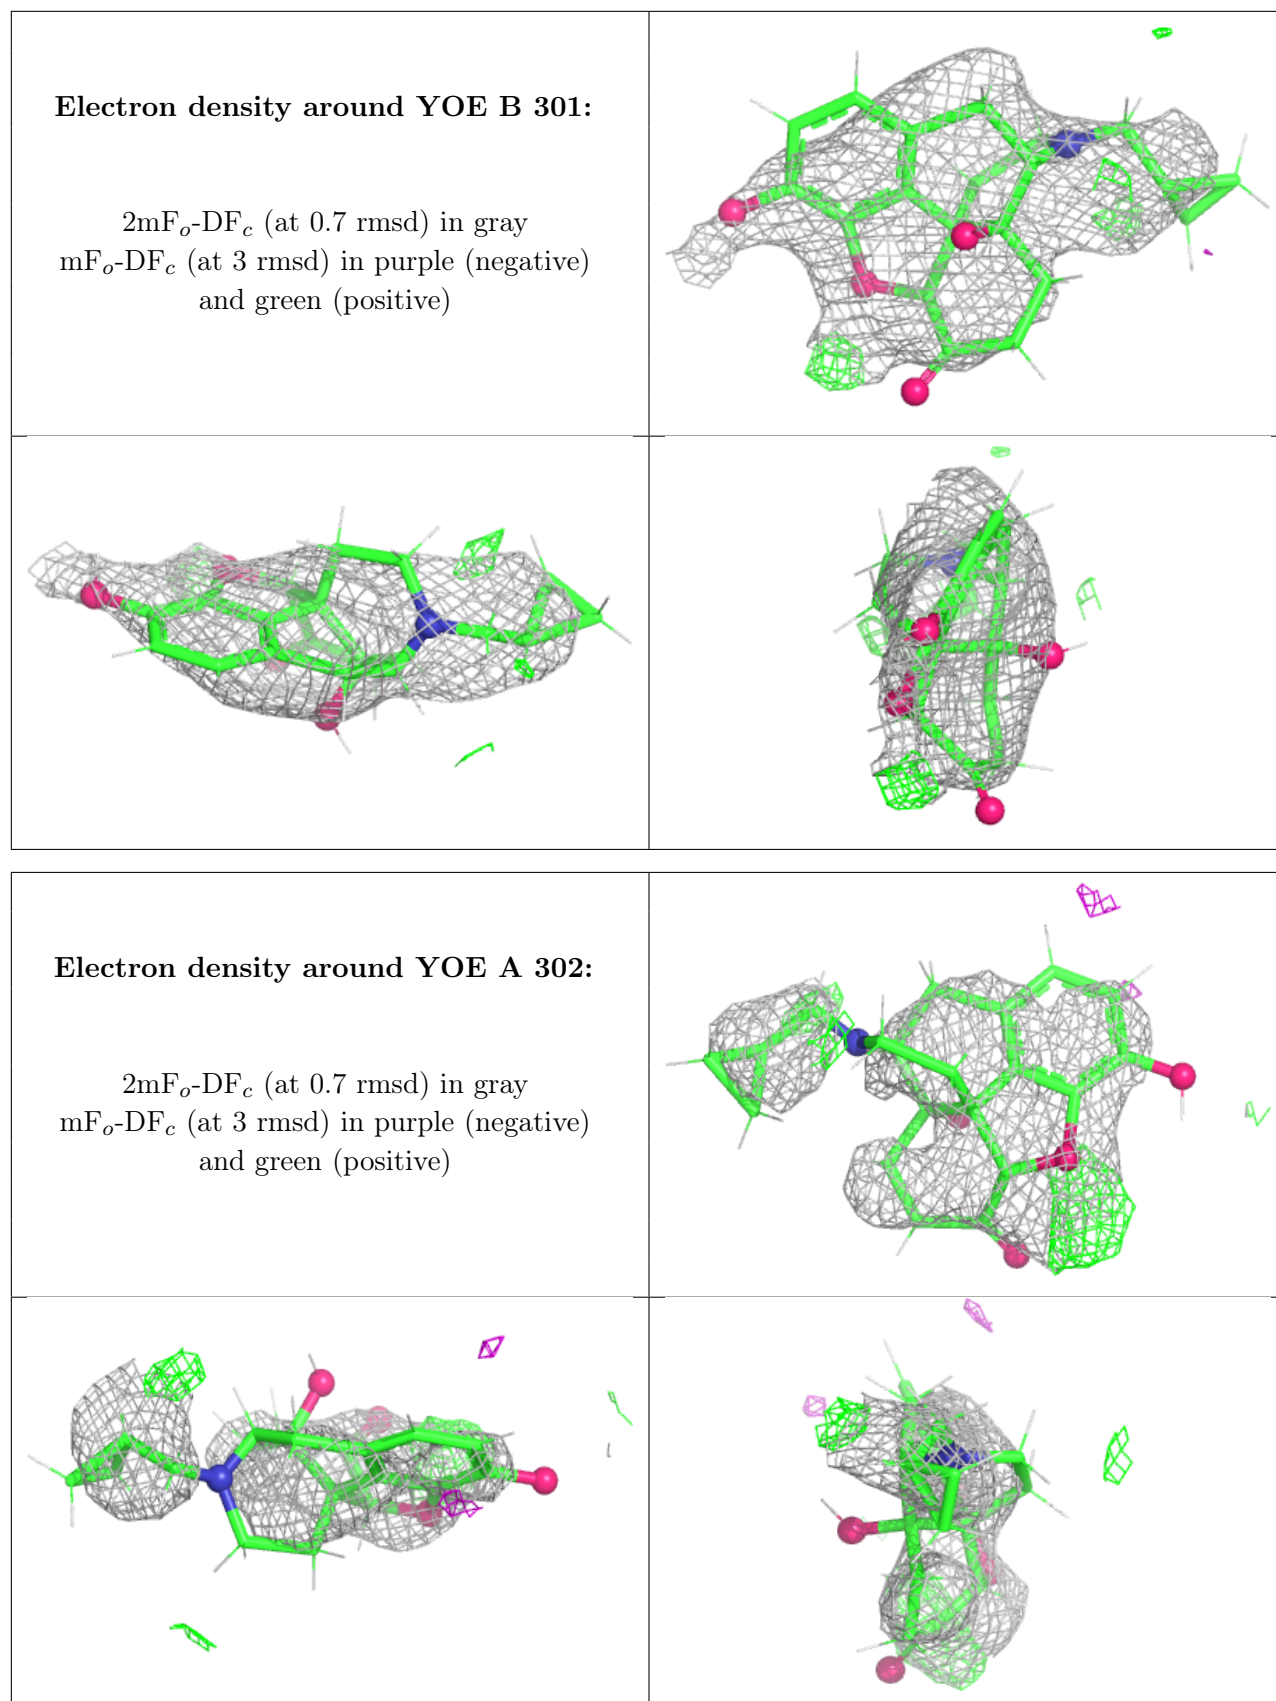 Electron density around YOE B 301:
2mFo-DFc (at 0.7 rmsd) in gray
mFo-DFc (at 3 rmsd) in purple (negative)
and green (positive)
Electron density around YOE A 302:
2mFo-DFc (at 0.7 rmsd) in gray
mFo-DFc (at 3 rmsd) in purple (negative)
and green (positive)